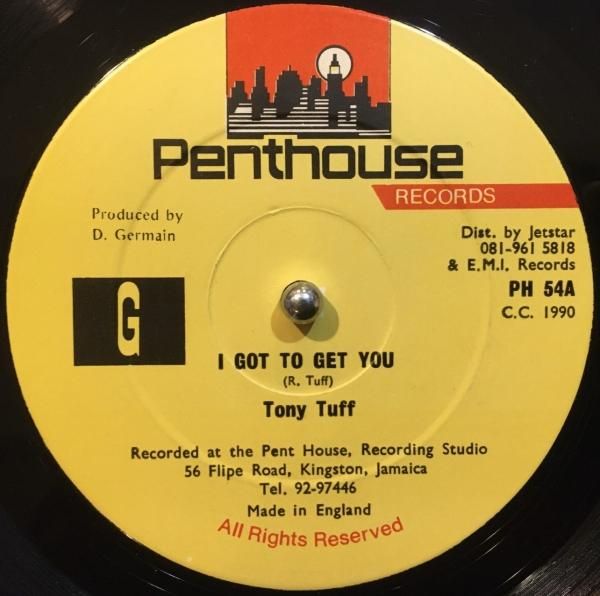 Penthouse
RECORDS
Produced by
D. Germain
Dist. by Jetstar
081-961 5818
& E.M.I. Records
PH 54A
C.C. 1990
G
I GOT TO GET YOU
(R. Tuff)
Tony Tuff
Recorded at the Pent House, Recording Studio
56 Flipe Road, Kingston, Jamaica
Tel. 92-97446
Made in England
All Rights Reserved